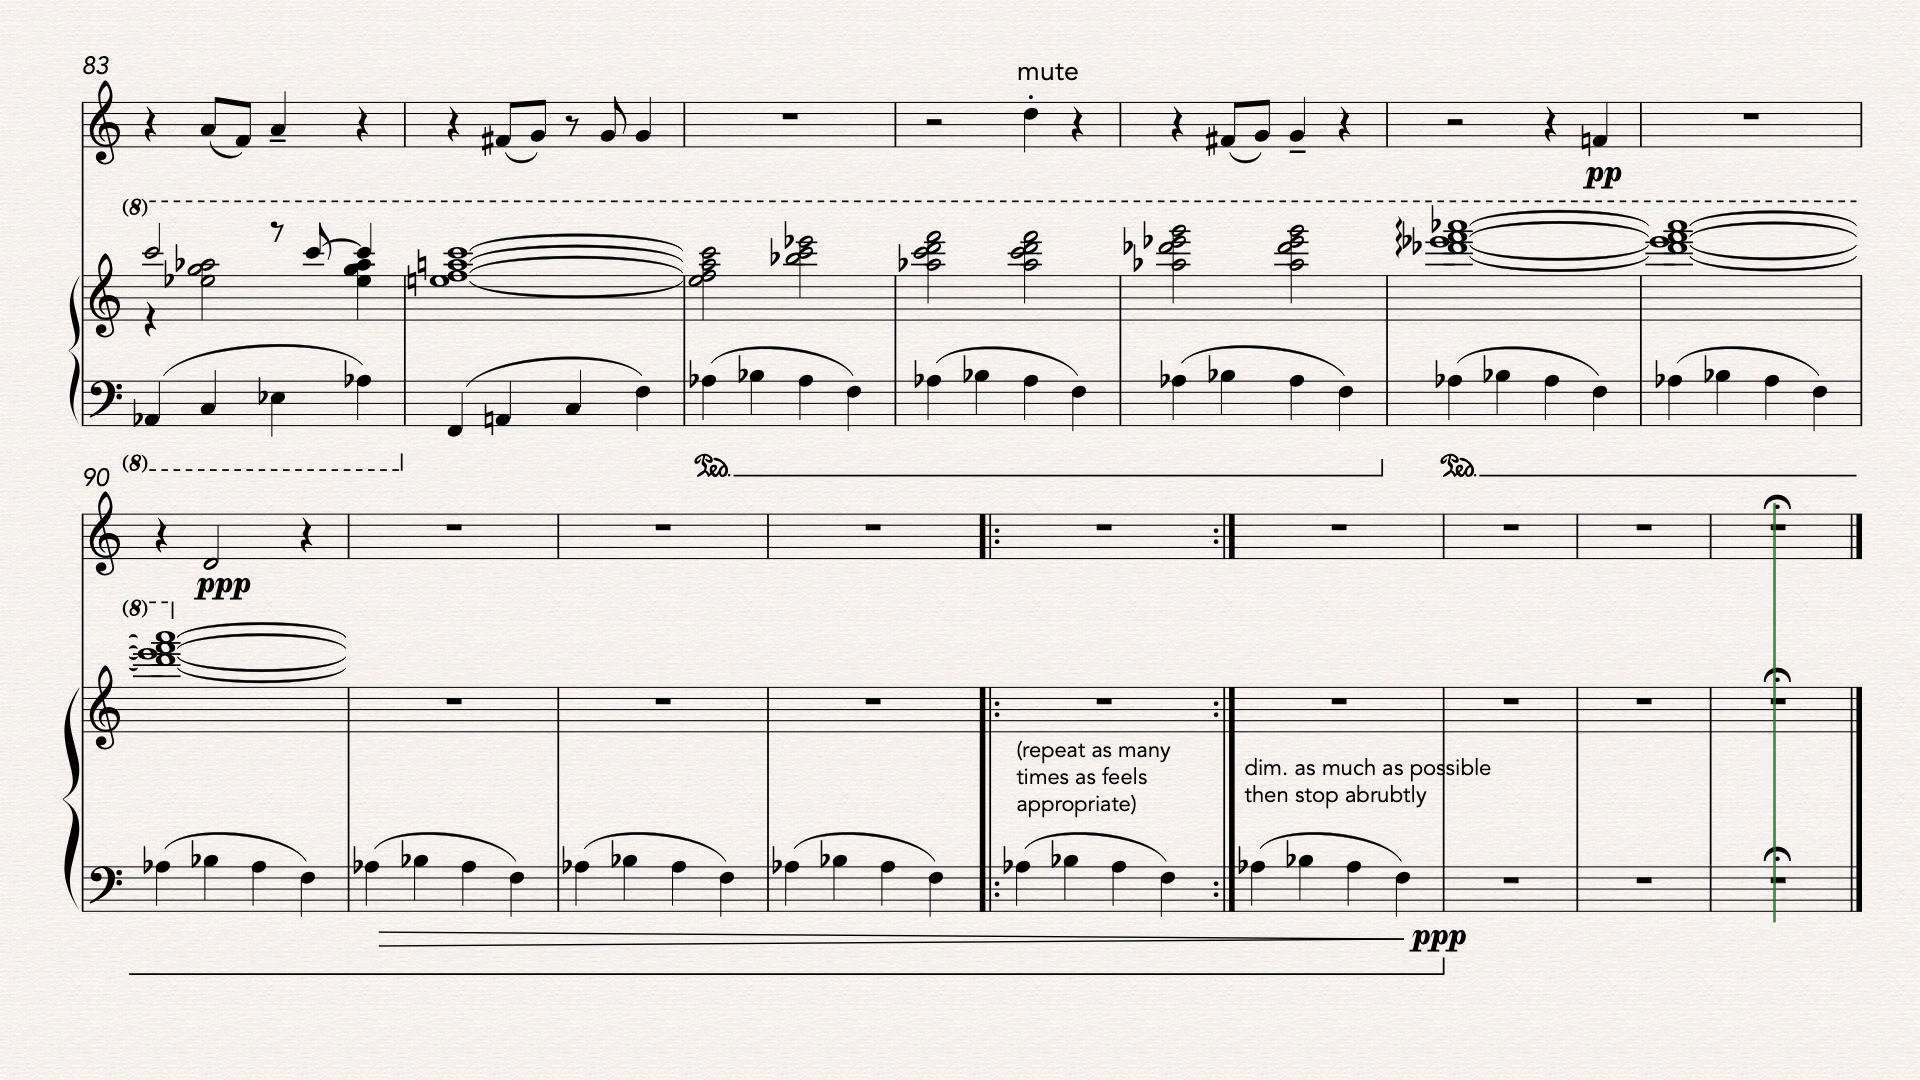 83
mute
pp
(8)
(8)
Ped.
Ped.
90
ppp
(8)
(repeat as many
times as feels
appropriate)
dim. as much as possible
then stop abrubtly
ppp